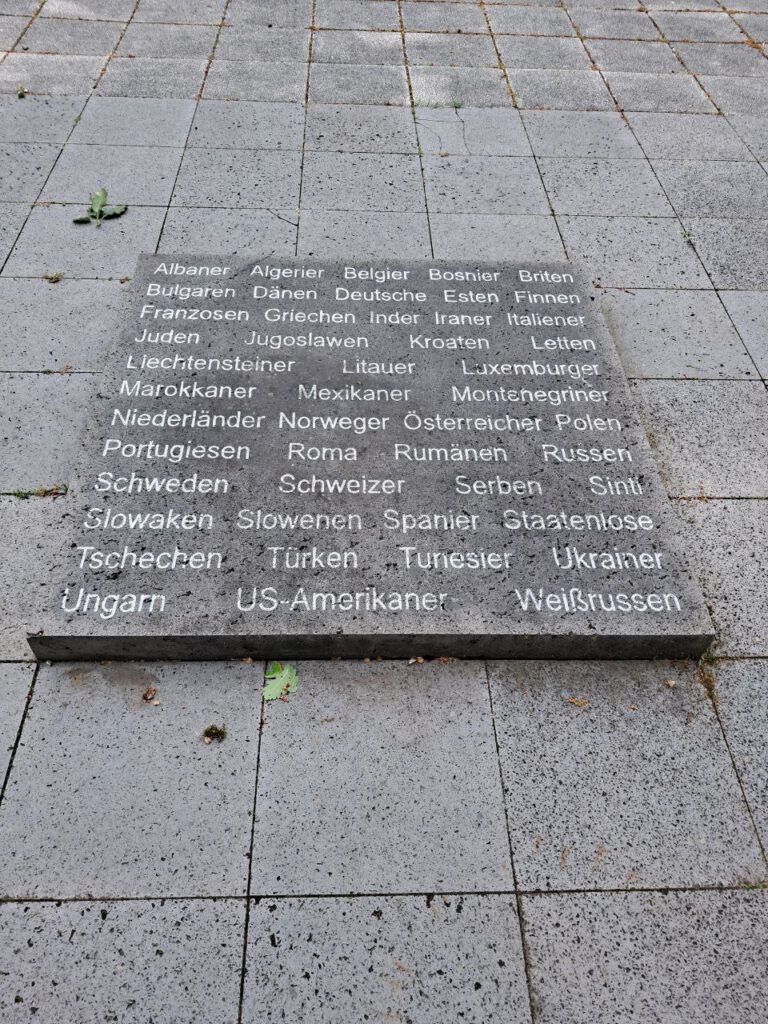 Albaner Algerier Belgier Bosnier Briten
Bulgaren Dänen Deutsche Esten Finnen
Franzosen Griechen Inder Iraner Italiener
Juden Jugoslawen Kroaten Letten
Liechtensteiner Litauer Luxemburger
Marokkaner Mexikaner Montenegriner
Niederländer Norweger Österreicher Polen
Portugiesen Roma Rumänen Russen
Schweden Schweizer Serben Sinti
Slowaken Slowenen Spanier Staatenlose
Tschechen Türken Tunesier Ukrainer
Ungarn US-Amerikaner Weißrussen